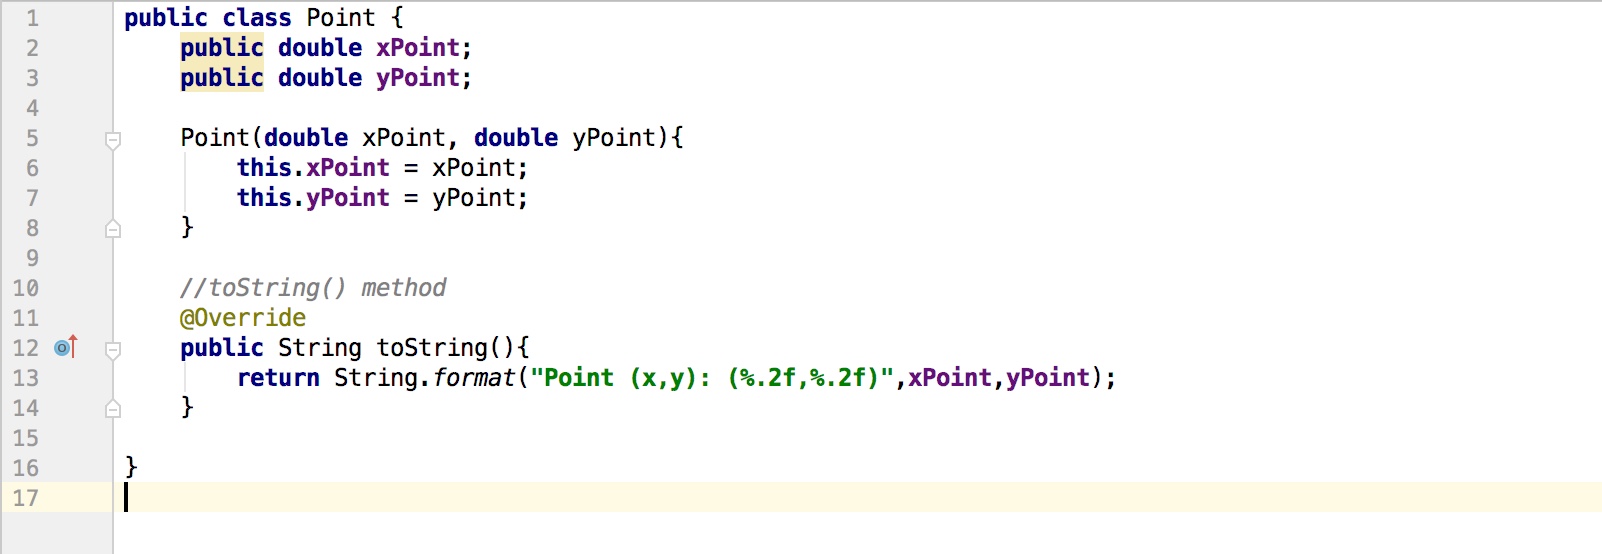 1 public class Point {
2 public double xPoint;
3 public double yPoint;
4
5 Point(double xPoint, double yPoint){
6 this.xPoint = xPoint;
7 this.yPoint = yPoint;
8 }
9
10 //toString() method
11 @Override
12 public String toString(){
13 return String.format("Point (x,y): (%.2f,%.2f)",xPoint,yPoint);
14 }
15
16 }
17